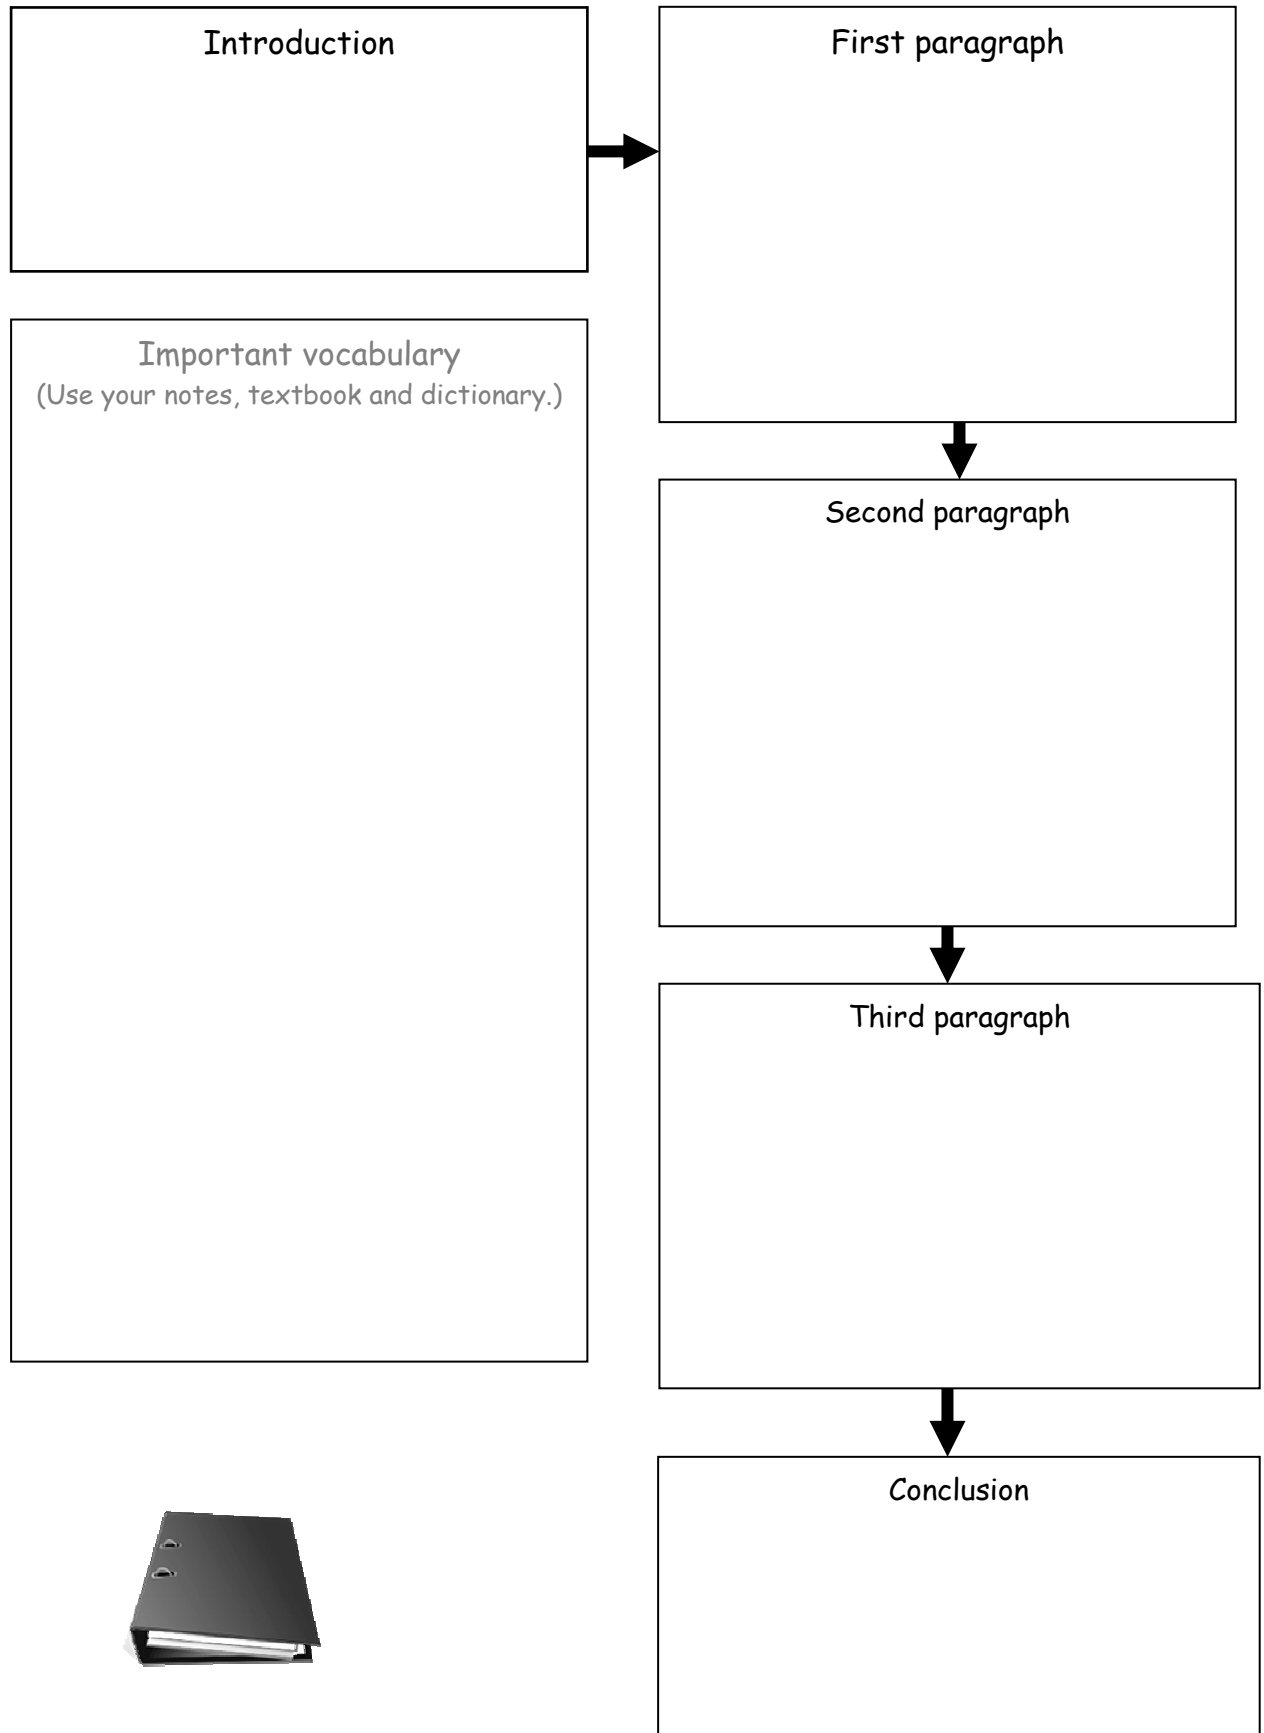 Introduction
First paragraph
Important vocabulary
(Use your notes, textbook and dictionary.)
Second paragraph
Third paragraph
Conclusion